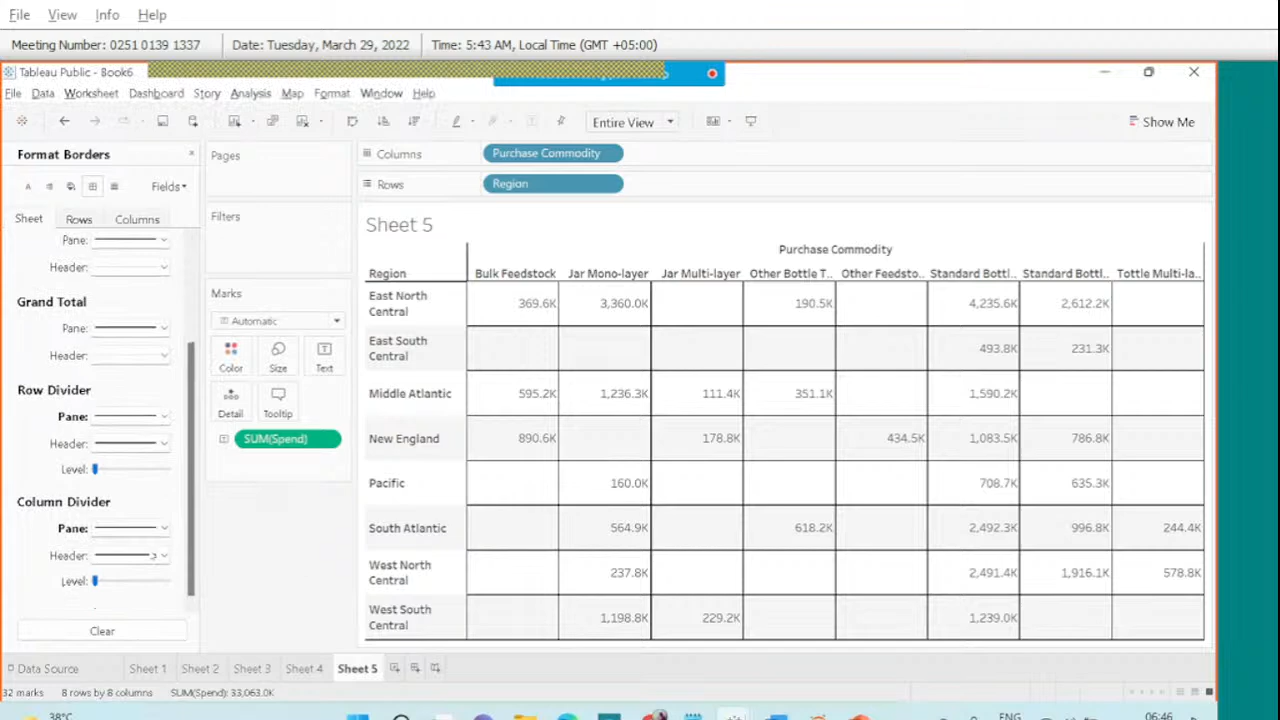 File View Info Help
Meeting Number: 0251 0139 1337 Date: Tuesday, March 29, 2022 Time: 5:43 AM, Local Time (GMT +05:00)
Tableau Public - Book6
File Data Worksheet Dashboard Story Analysis Map Format Window Help
Entire View Show Me
Format Borders
Fields
Sheet Rows Columns
Pane:
Header:
Grand Total
Pane:
Header:
Row Divider
Pane:
Header:
Level:
Column Divider
Pane:
Header:
Level:
Clear
Pages
Filters
Marks
Automatic
Color Size Text
Detail Tooltip
SUM(Spend)
Columns Purchase Commodity
Rows Region
Sheet 5
Purchase Commodity
Region Bulk Feedstock Jar Mono-layer Jar Multi-layer Other Bottle T.. Other Feedsto.. Standard Bottl.. Standard Bottl.. Tottle Multi-la..
East North Central 369.6K 3,360.0K 190.5K 4,235.6K 2,612.2K
East South Central 493.8K 231.3K
Middle Atlantic 595.2K 1,236.3K 111.4K 351.1K 1,590.2K
New England 890.6K 178.8K 434.5K 1,083.5K 786.8K
Pacific 160.0K 708.7K 635.3K
South Atlantic 564.9K 618.2K 2,492.3K 996.8K 244.4K
West North Central 237.8K 2,491.4K 1,916.1K 578.8K
West South Central 1,198.8K 229.2K 1,239.0K
Data Source Sheet 1 Sheet 2 Sheet 3 Sheet 4 Sheet 5
32 marks 8 rows by 8 columns SUM(Spend): 33,063.0K
38°C ENG 06:46